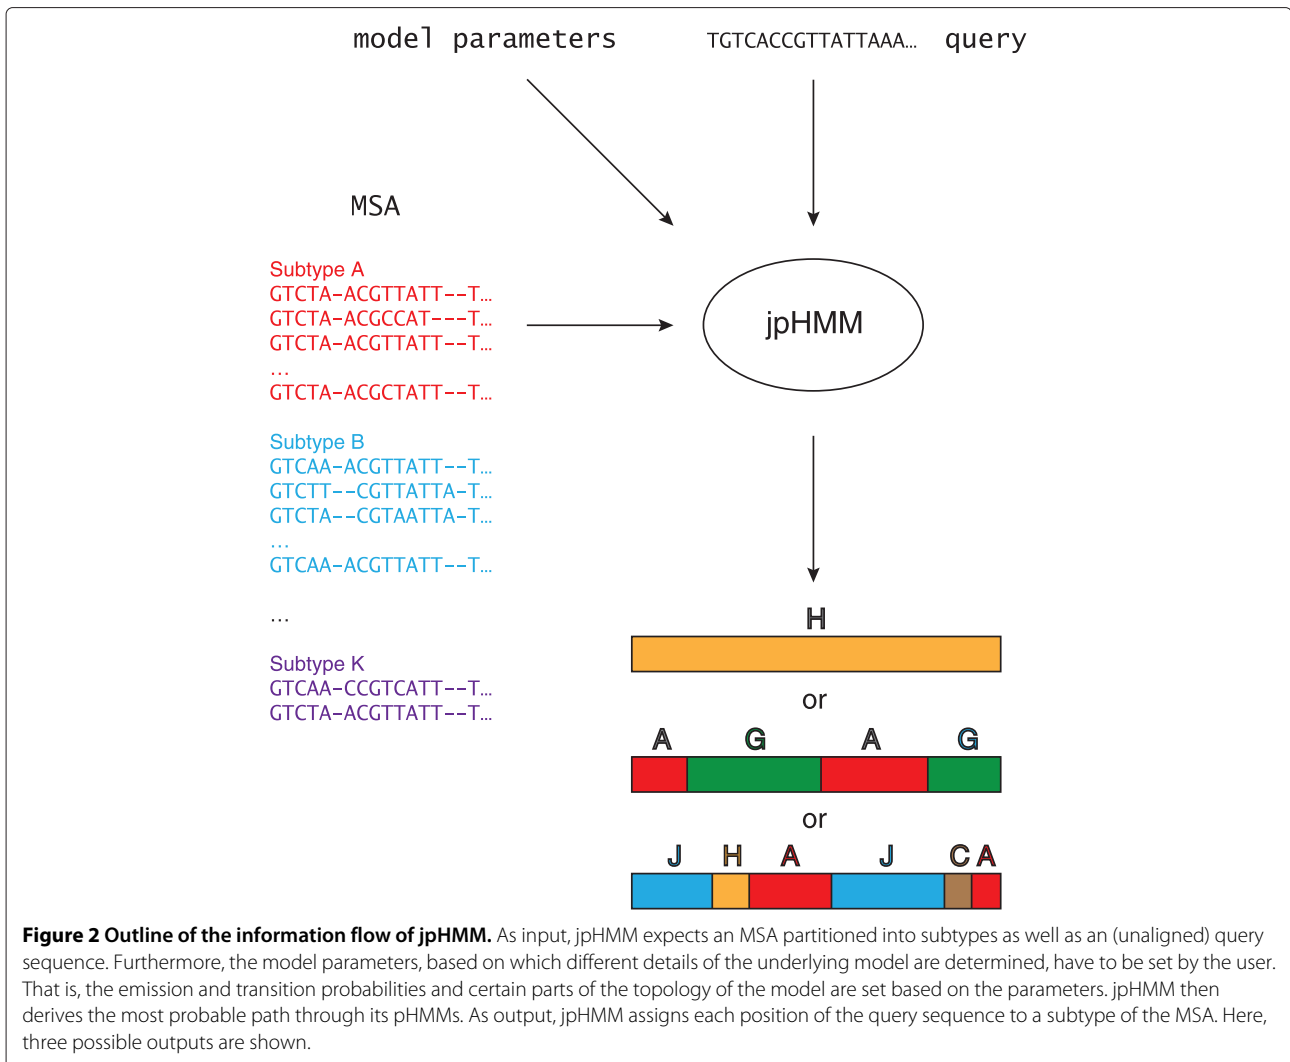 model parameters
TGTCACCGTTATTAAA… query
MSA
Subtype A
GTCTA-ACGTTATT--T…
GTCTA-ACGCCAT---T…
GTCTA-ACGTTATT--T…
…
GTCTA-ACGCTATT--T…
jpHMM
Subtype B
GTCAA-ACGTTATT--T…
GTCTT--CGTTATTA-T…
GTCTA--CGTAATTA-T…
…
GTCAA-ACGTTATT--T…
…
Subtype K
GTCAA-CCGTCATT--T…
GTCTA-ACGTTATT--T…
H
or
A G A G
or
J H A J C A
Figure 2 Outline of the information flow of jpHMM. As input, jpHMM expects an MSA partitioned into subtypes as well as an (unaligned) query
sequence. Furthermore, the model parameters, based on which different details of the underlying model are determined, have to be set by the user.
That is, the emission and transition probabilities and certain parts of the topology of the model are set based on the parameters. jpHMM then
derives the most probable path through its pHMMs. As output, jpHMM assigns each position of the query sequence to a subtype of the MSA. Here,
three possible outputs are shown.